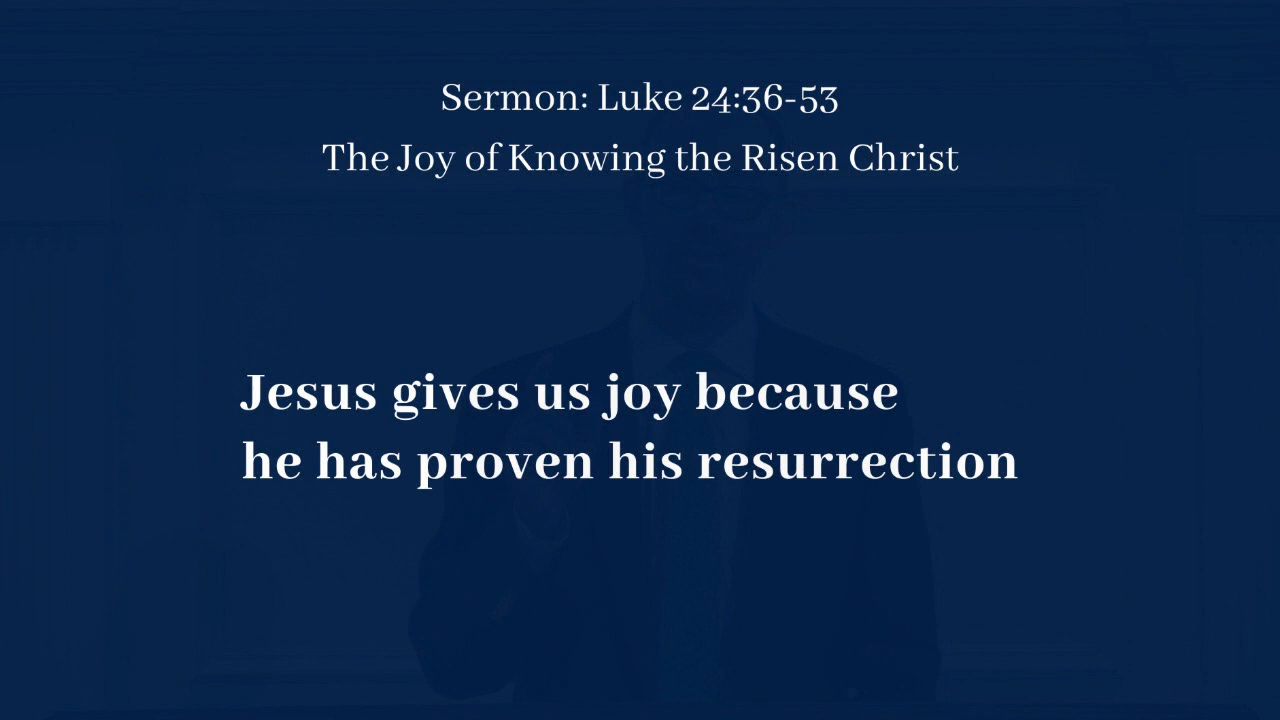 Sermon: Luke 24:36-53
The Joy of Knowing the Risen Christ
Jesus gives us joy because
he has proven his resurrection